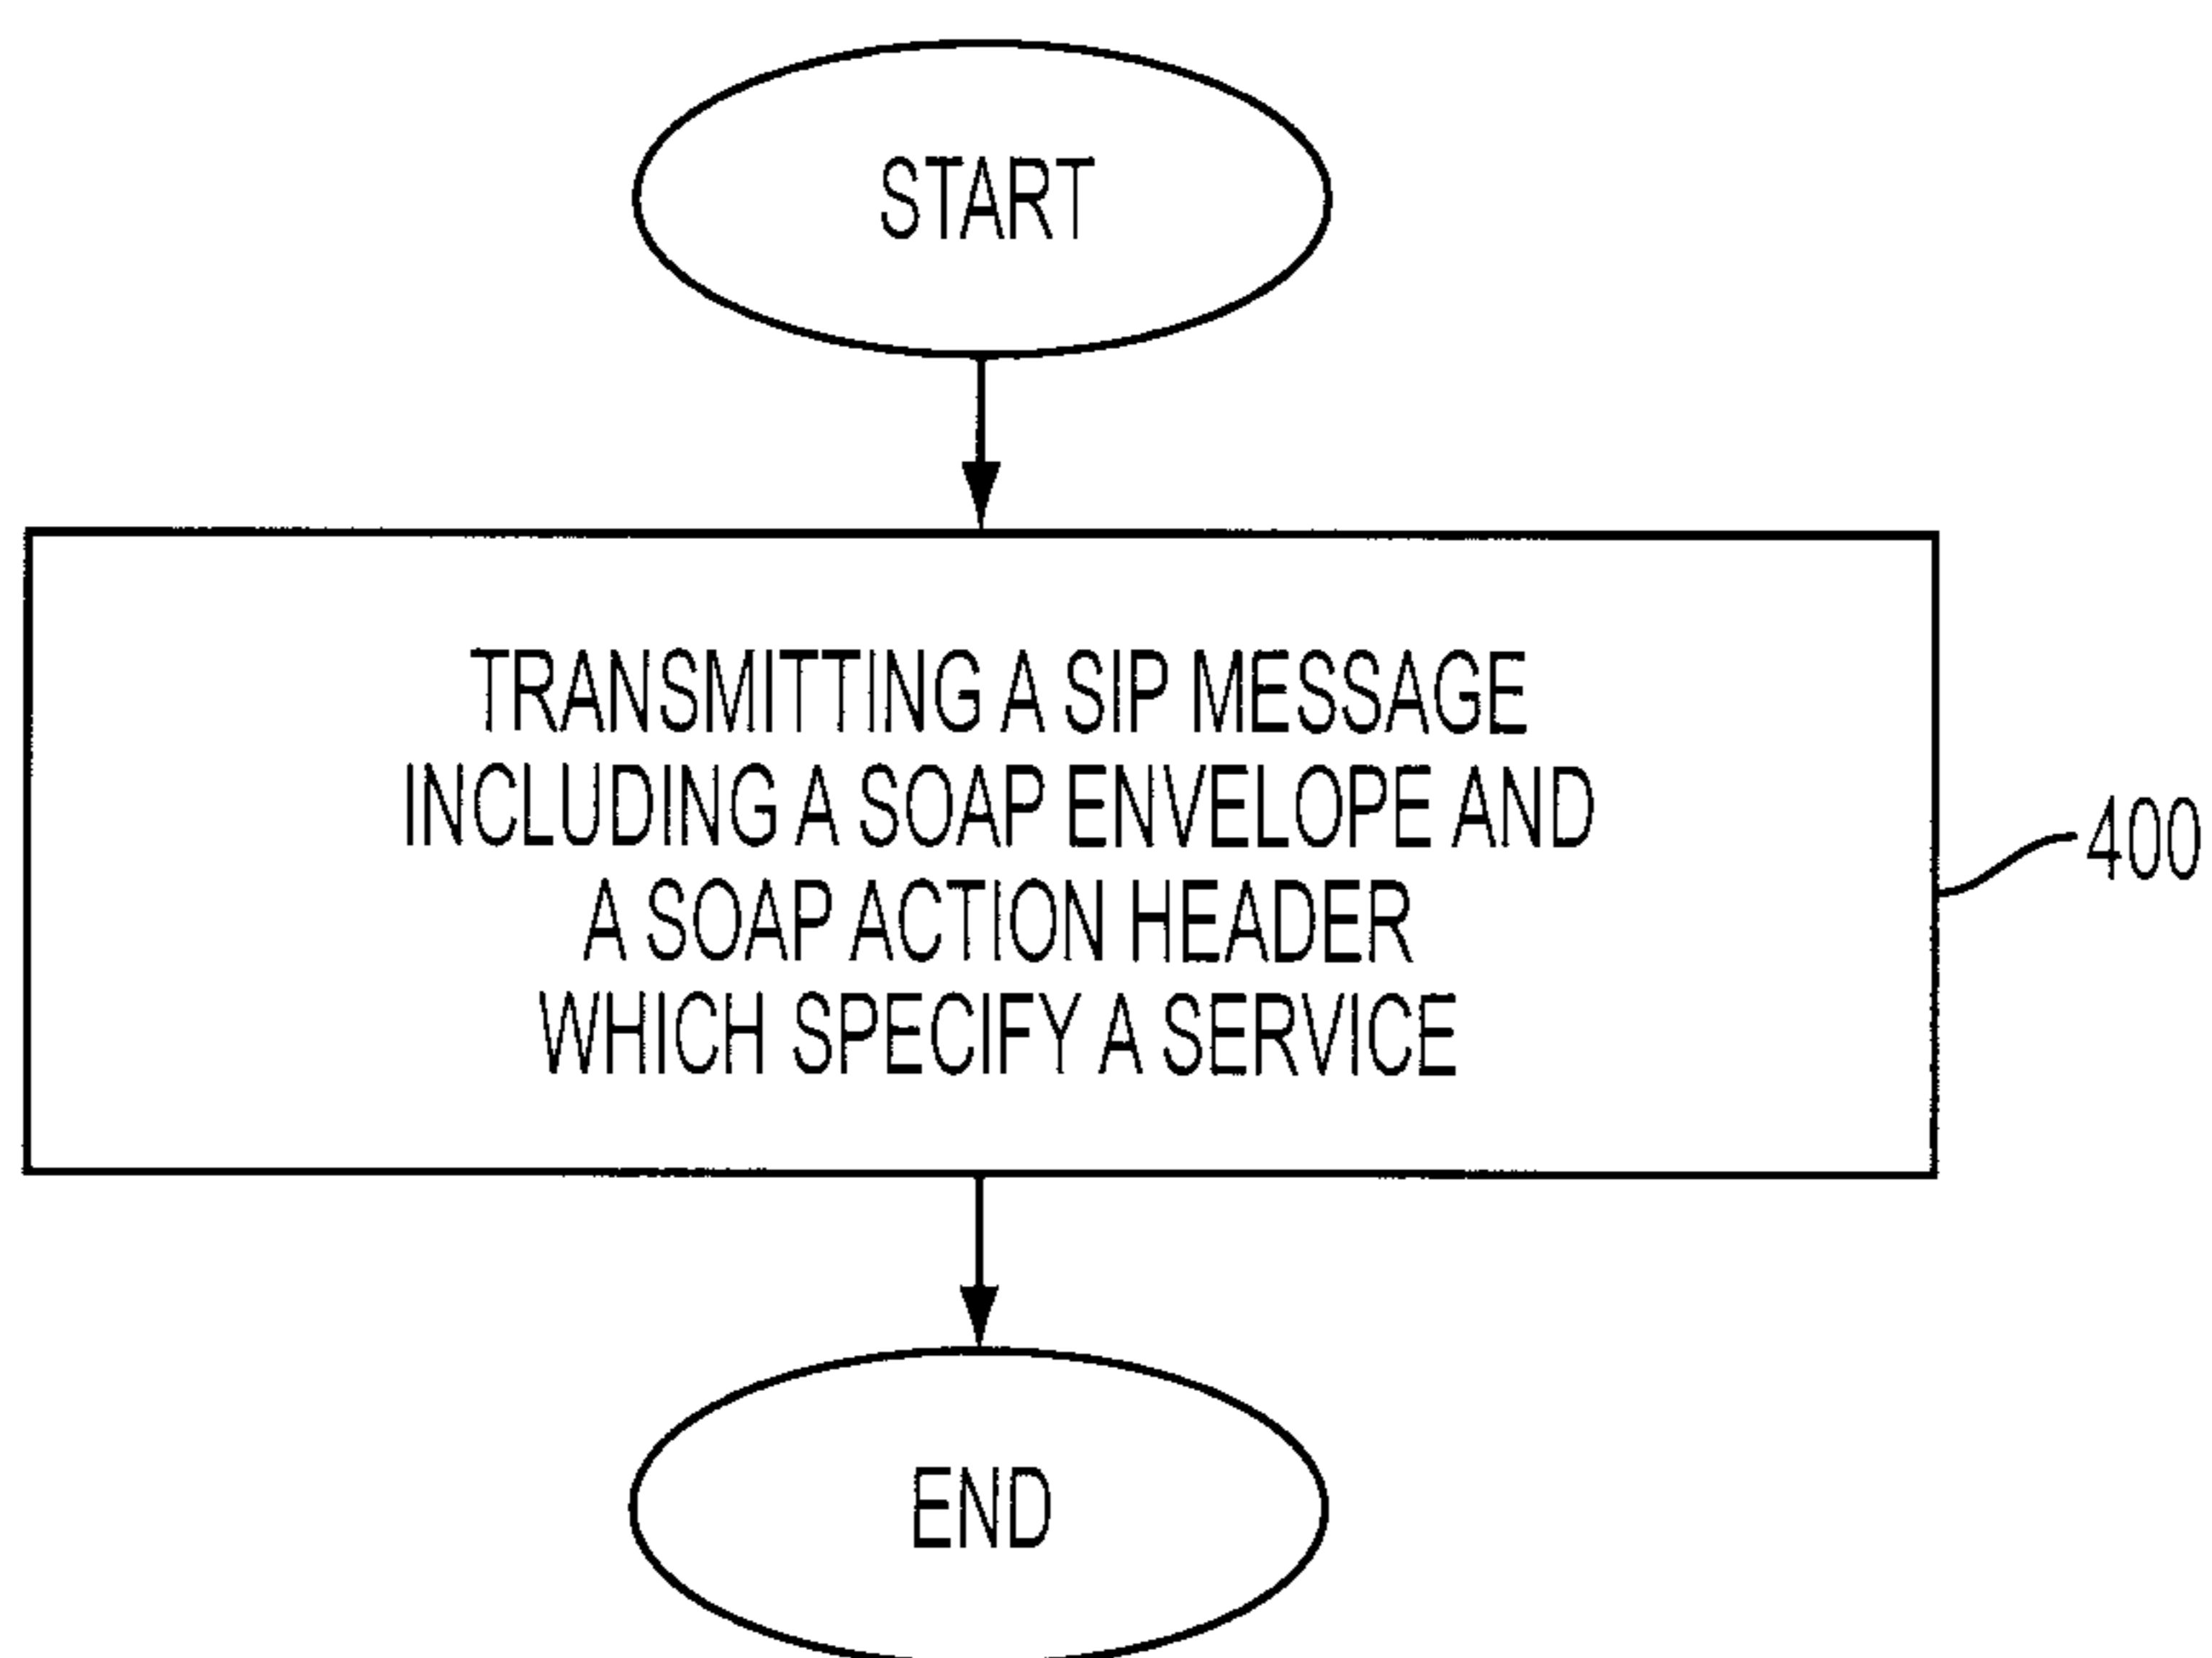 START
TRANSMITTING A SIP MESSAGE
INCLUDING A SOAP ENVELOPE AND
A SOAP ACTION HEADER
WHICH SPECIFY A SERVICE
400
END